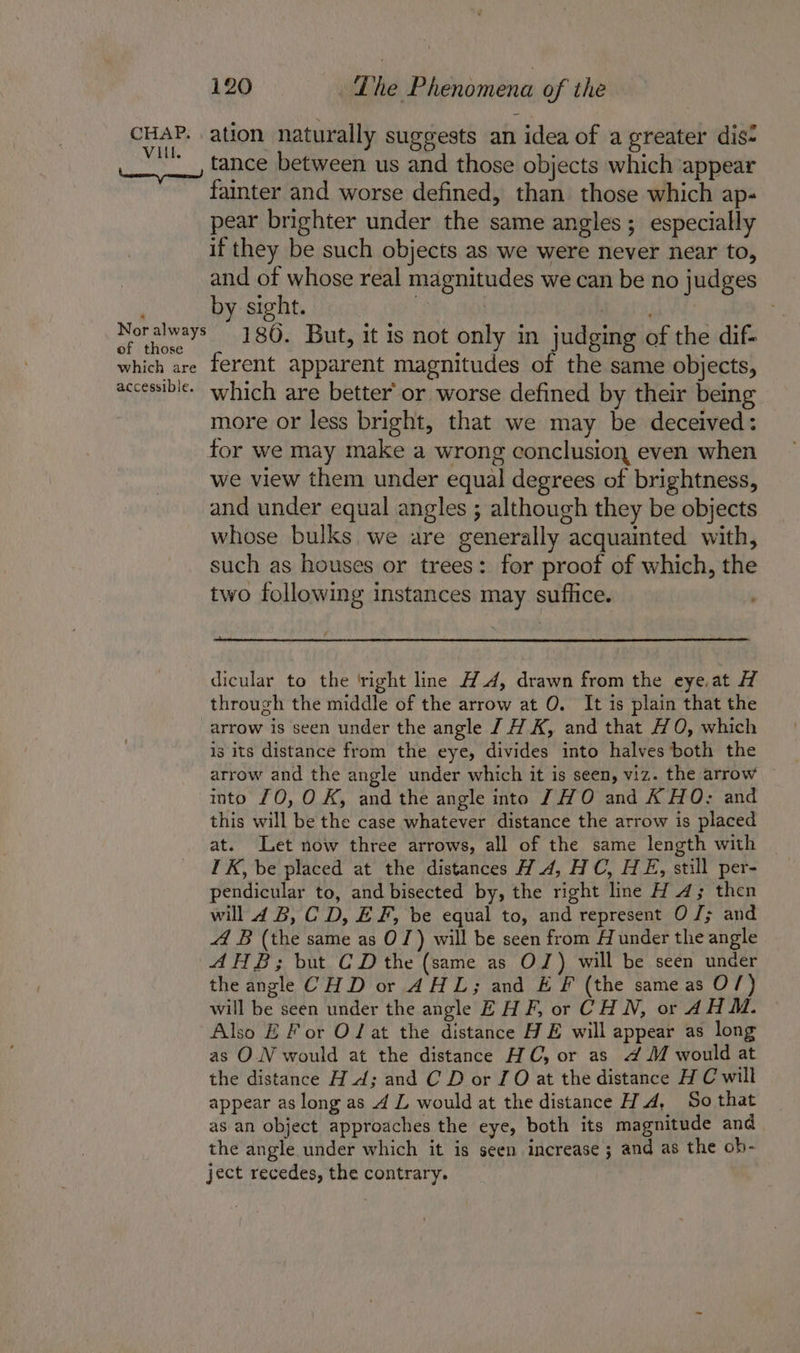 120 The Phenomena of the
CHAP. VIII.
ation naturally suggests an idea of a greater dis-
tance between us and those objects which appear
fainter and worse defined, than those which ap-
pear brighter under the same angles; especially
if they be such objects as we were never near to,
and of whose real magnitudes we can be no judges
by sight.
Nor always of those which are accessible.
186. But, it is not only in judging of the dif-
ferent apparent magnitudes of the same objects,
which are better or worse defined by their being
more or less bright, that we may be deceived:
for we may make a wrong conclusion, even when
we view them under equal degrees of brightness,
and under equal angles; although they be objects
whose bulks we are generally acquainted with,
such as houses or trees: for proof of which, the
two following instances may suffice.
dicular to the right line H A, drawn from the eye at H
through the middle of the arrow at O. It is plain that the
arrow is seen under the angle I H K, and that H O, which
is its distance from the eye, divides into halves both the
arrow and the angle under which it is seen, viz. the arrow
into I O, O K, and the angle into I H O and K H O: and
this will be the case whatever distance the arrow is placed
at. Let now three arrows, all of the same length with
I K, be placed at the distances H A, H C, H E, still per-
pendicular to, and bisected by, the right line H A; then
will A B, C D, E F, be equal to, and represent O I; and
A B (the same as O I) will be seen from H under the angle
A H B; but C D the (same as O I) will be seen under
the angle C H D or A H L; and E F (the same as O I)
will be seen under the angle E H F, or C H N, or A H M.
Also E F or O I at the distance H E will appear as long
as O N would at the distance H C, or as A M would at
the distance H A; and C D or I O at the distance H C will
appear as long as A L would at the distance H A, So that
as an object approaches the eye, both its magnitude and
the angle under which it is seen increase; and as the ob-
ject recedes, the contrary.